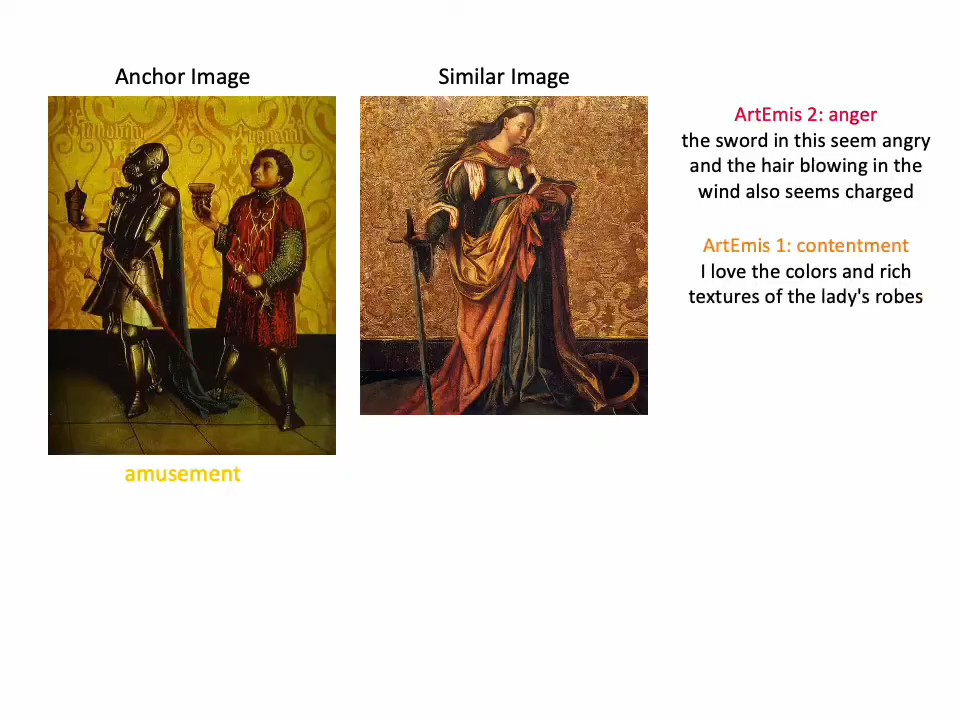 Anchor Image
Similar Image
ArtEmis 2: anger
the sword in this seem angry
and the hair blowing in the
wind also seems charged
ArtEmis 1: contentment
I love the colors and rich
textures of the lady's robes
amusement